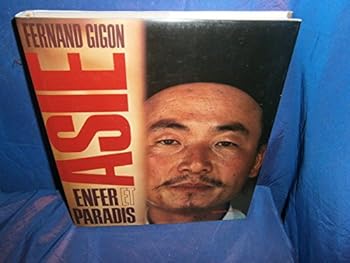 FERNAND GIGON
ASIE
ENFER ET
PARADIS